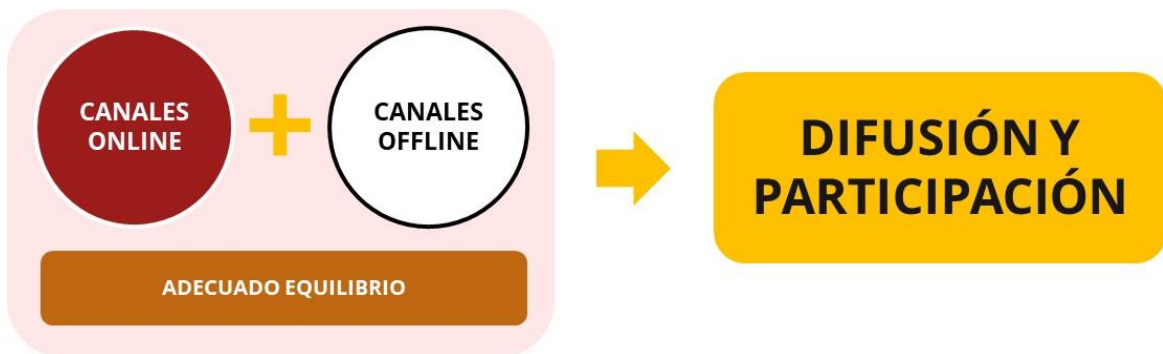 CANALES
ONLINE
CANALES
OFFLINE
ADECUADO EQUILIBRIO
DIFUSIÓN Y
PARTICIPACIÓN